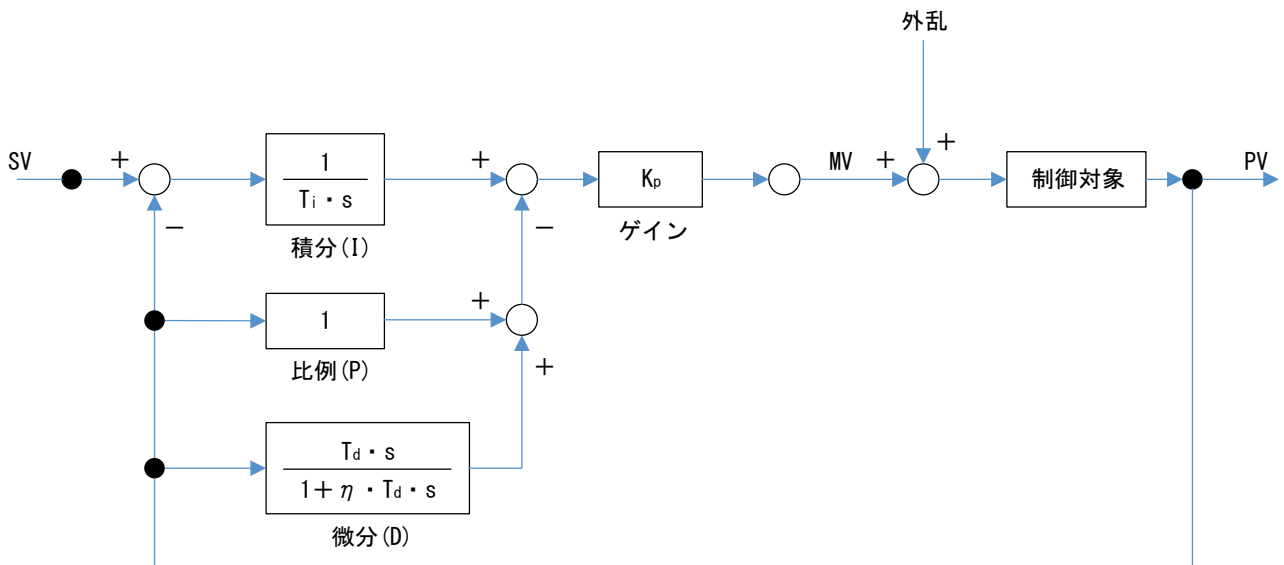 外乱
SV
+
−
1
Ti・s
積分(I)
+
−
Kp
ゲイン
MV
+
+
制御対象
PV
1
比例(P)
+
+
Td・s
1+η・Td・s
微分(D)